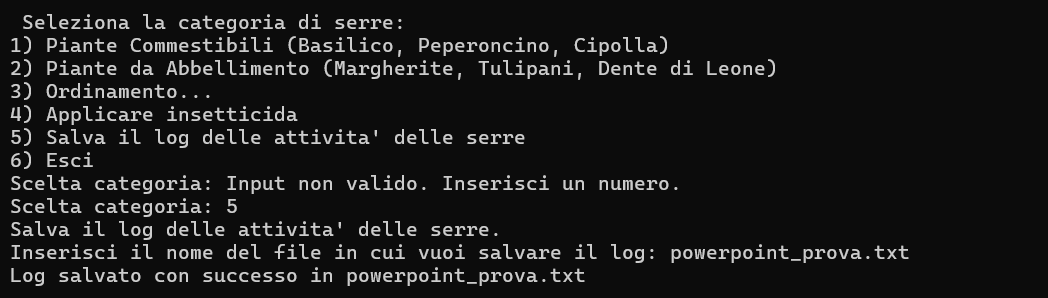 Seleziona la categoria di serre:
1) Piante Commestibili (Basilico, Peperoncino, Cipolla)
2) Piante da Abbellimento (Margherite, Tulipani, Dente di Leone)
3) Ordinamento...
4) Applicare insetticida
5) Salva il log delle attivita' delle serre
6) Esci
Scelta categoria: Input non valido. Inserisci un numero.
Scelta categoria: 5
Salva il log delle attivita' delle serre.
Inserisci il nome del file in cui vuoi salvare il log: powerpoint_prova.txt
Log salvato con successo in powerpoint_prova.txt